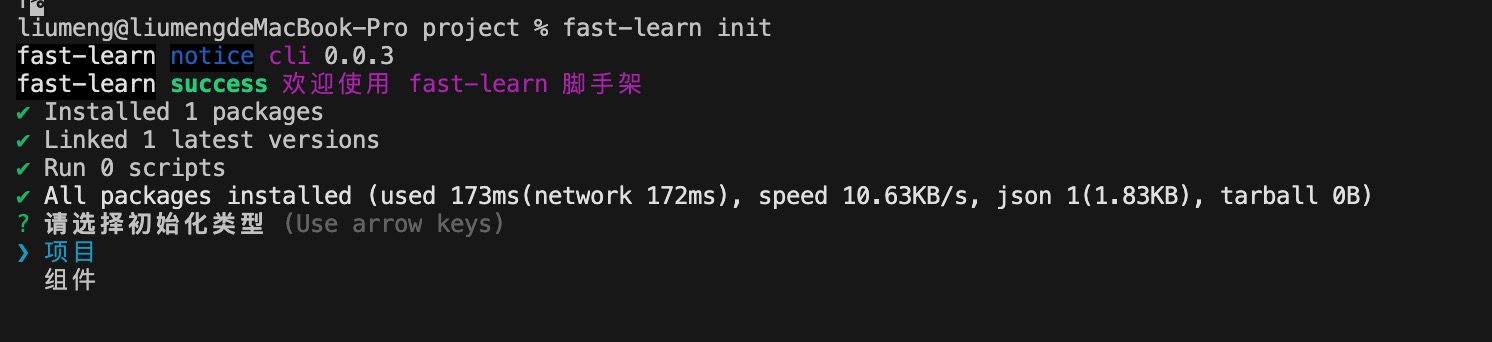 liumeng@liumengdeMacBook-Pro project % fast-learn init
fast-learn notice cli 0.0.3
fast-learn success 欢迎使用 fast-learn 脚手架
✔ Installed 1 packages
✔ Linked 1 latest versions
✔ Run 0 scripts
✔ All packages installed (used 173ms(network 172ms), speed 10.63KB/s, json 1(1.83KB), tarball 0B)
? 请选择初始化类型 (Use arrow keys)
❯ 项目
组件